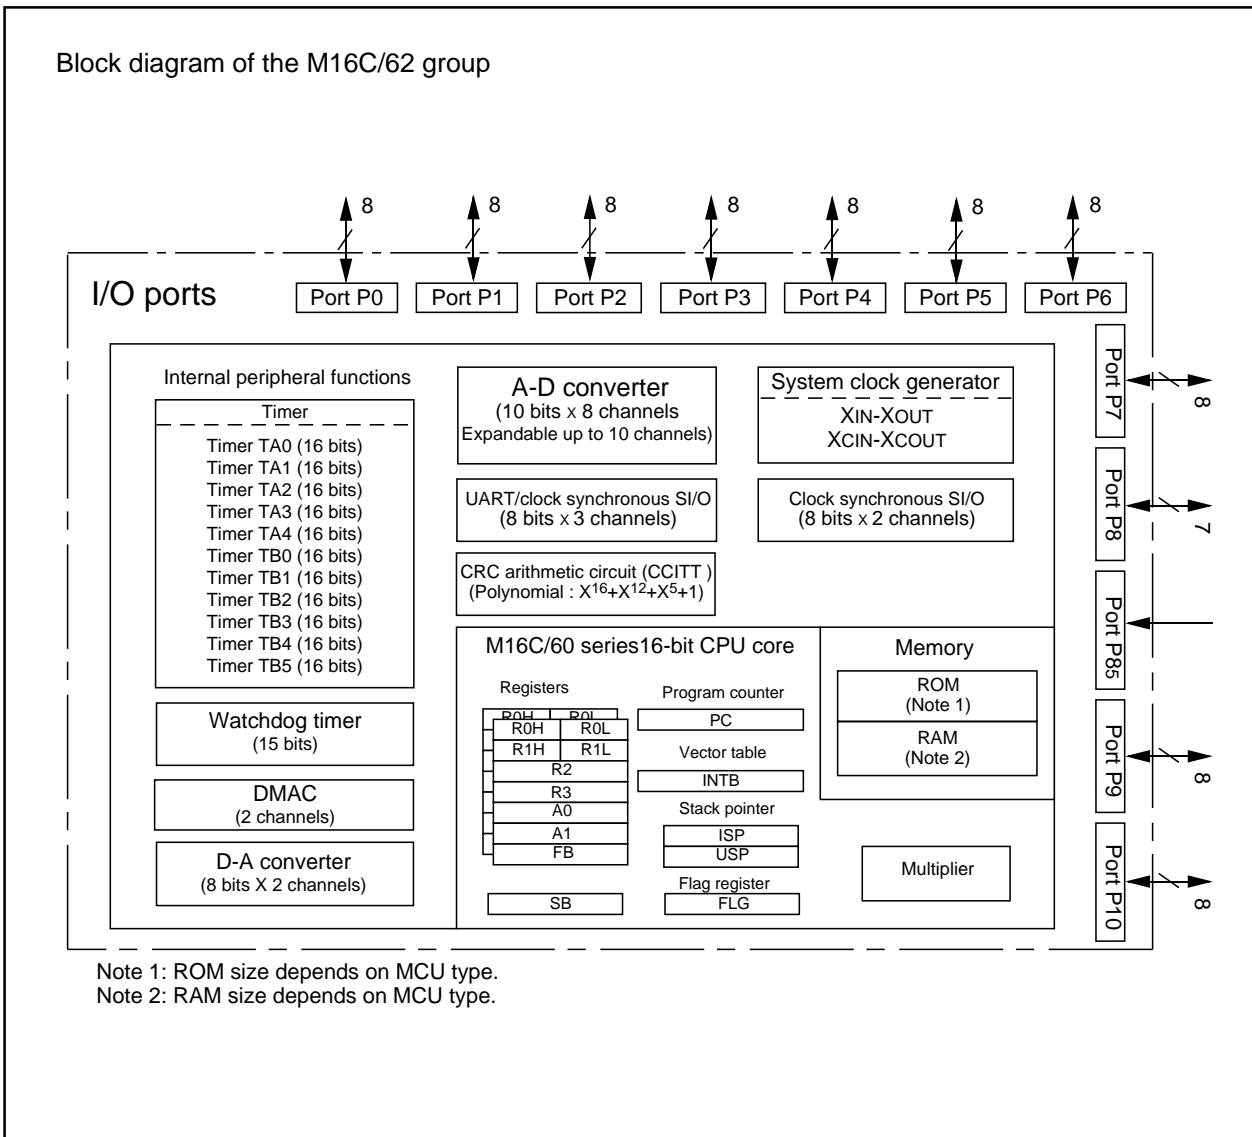 Block diagram of the M16C/62 group
8 8 8 8 8 8 8
I/O ports
Port P0 Port P1 Port P2 Port P3 Port P4 Port P5 Port P6
Internal peripheral functions
Timer
Timer TA0 (16 bits)
Timer TA1 (16 bits)
Timer TA2 (16 bits)
Timer TA3 (16 bits)
Timer TA4 (16 bits)
Timer TB0 (16 bits)
Timer TB1 (16 bits)
Timer TB2 (16 bits)
Timer TB3 (16 bits)
Timer TB4 (16 bits)
Timer TB5 (16 bits)
Watchdog timer
(15 bits)
DMAC
(2 channels)
D-A converter
(8 bits X 2 channels)
A-D converter
(10 bits x 8 channels
Expandable up to 10 channels)
UART/clock synchronous SI/O
(8 bits x 3 channels)
CRC arithmetic circuit (CCITT )
(Polynomial : X16+X12+X5+1)
System clock generator
XIN-XOUT
XCIN-XCOUT
Clock synchronous SI/O
(8 bits x 2 channels)
M16C/60 series16-bit CPU core
Registers
R0H R0L
R0H R0L
R1H R1L
R2
R3
A0
A1
FB
SB
Program counter
PC
Vector table
INTB
Stack pointer
ISP
USP
Flag register
FLG
Memory
ROM
(Note 1)
RAM
(Note 2)
Multiplier
Port P7
8
Port P8
7
Port P85
Port P9
8
Port P10
8
Note 1: ROM size depends on MCU type.
Note 2: RAM size depends on MCU type.